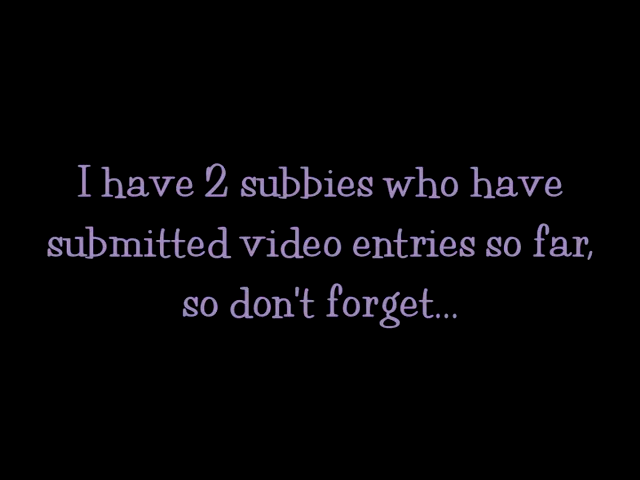 I have 2 subbies who have
submitted video entries so far,
so don't forget...